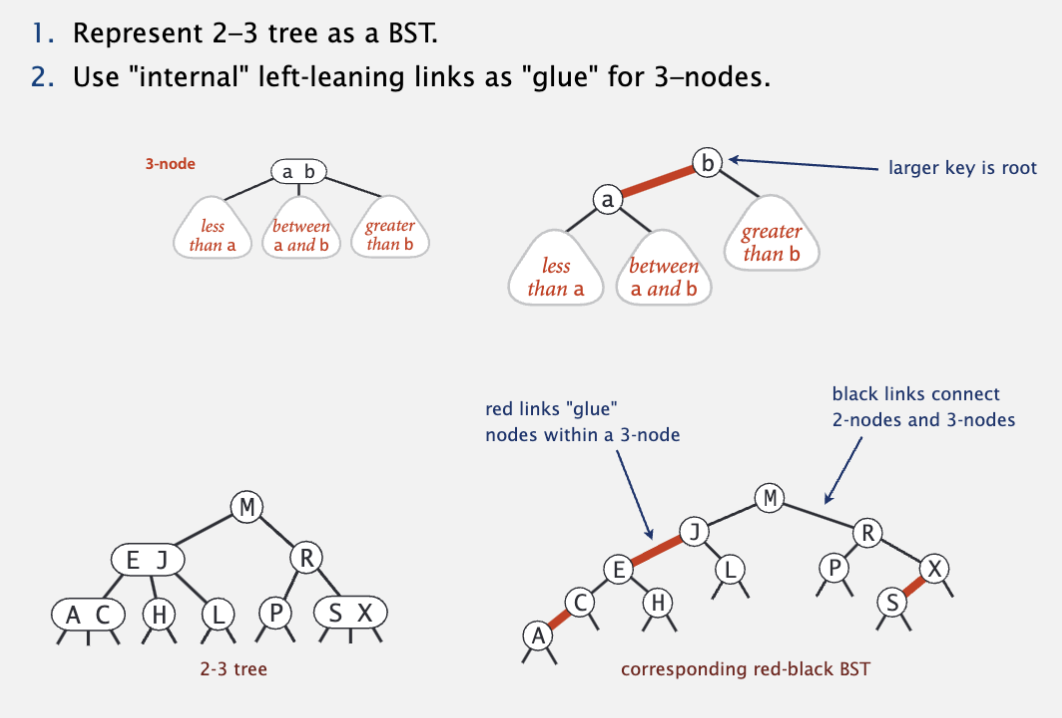 1. Represent 2–3 tree as a BST.
2. Use "internal" left-leaning links as "glue" for 3–nodes.
3-node
a b
less
than a
between
a and b
greater
than b
b
larger key is root
a
less
than a
between
a and b
greater
than b
red links "glue"
nodes within a 3-node
black links connect
2-nodes and 3-nodes
M
E J
R
A C
H
L
P
S X
2-3 tree
M
J
R
E
L
P
X
C
H
S
A
corresponding red-black BST